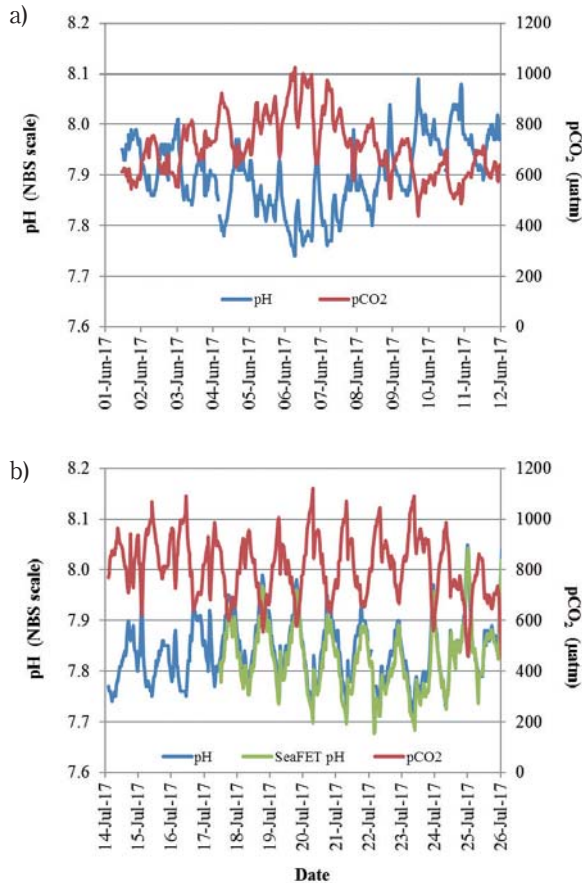 a)
8.2
8.1
8.0
7.9
7.8
7.7
7.6
pH (NBS scale)
1200
1000
800
600
400
200
0
pCO2 (µatm)
pH
pCO2
01-Jun-17
02-Jun-17
03-Jun-17
04-Jun-17
05-Jun-17
06-Jun-17
07-Jun-17
08-Jun-17
09-Jun-17
10-Jun-17
11-Jun-17
12-Jun-17
b)
8.2
8.1
8.0
7.9
7.8
7.7
7.6
pH (NBS scale)
1200
1000
800
600
400
200
0
pCO2 (µatm)
pH
SeaFET pH
pCO2
14-Jul-17
15-Jul-17
16-Jul-17
17-Jul-17
18-Jul-17
19-Jul-17
20-Jul-17
21-Jul-17
22-Jul-17
23-Jul-17
24-Jul-17
25-Jul-17
26-Jul-17
Date